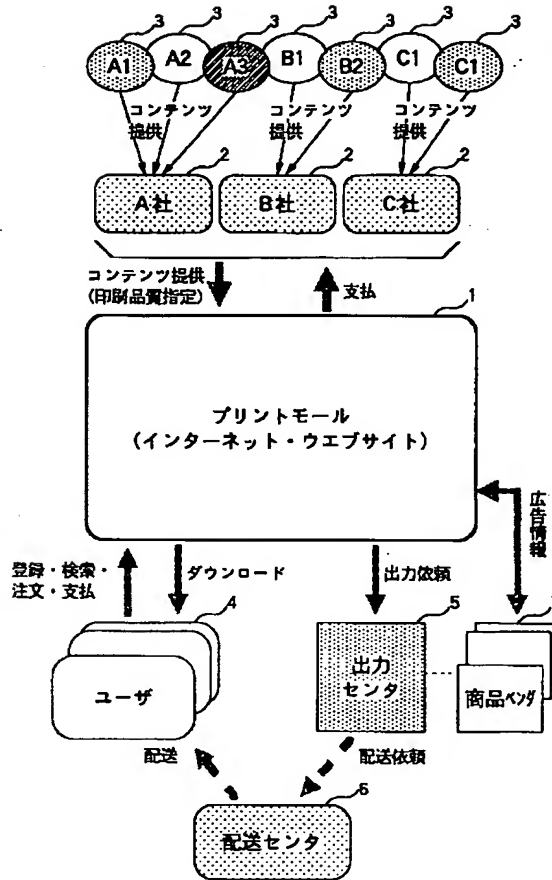 3 3 3 3 3 3 3
A1 A2 A3 B1 B2 C1 C1
コンテンツ コンテンツ コンテンツ
提供 提供 提供
2 2 2
A社 B社 C社
コンテンツ提供
(印刷品質指定)
支払
1
プリントモール
(インターネット・ウエブサイト)
広告情報
登録・検索・
注文・支払
ダウンロード
出力依頼
4
5
ユーザ
出力
センタ
商品ベンダ
配送
配送依頼
6
配送センタ